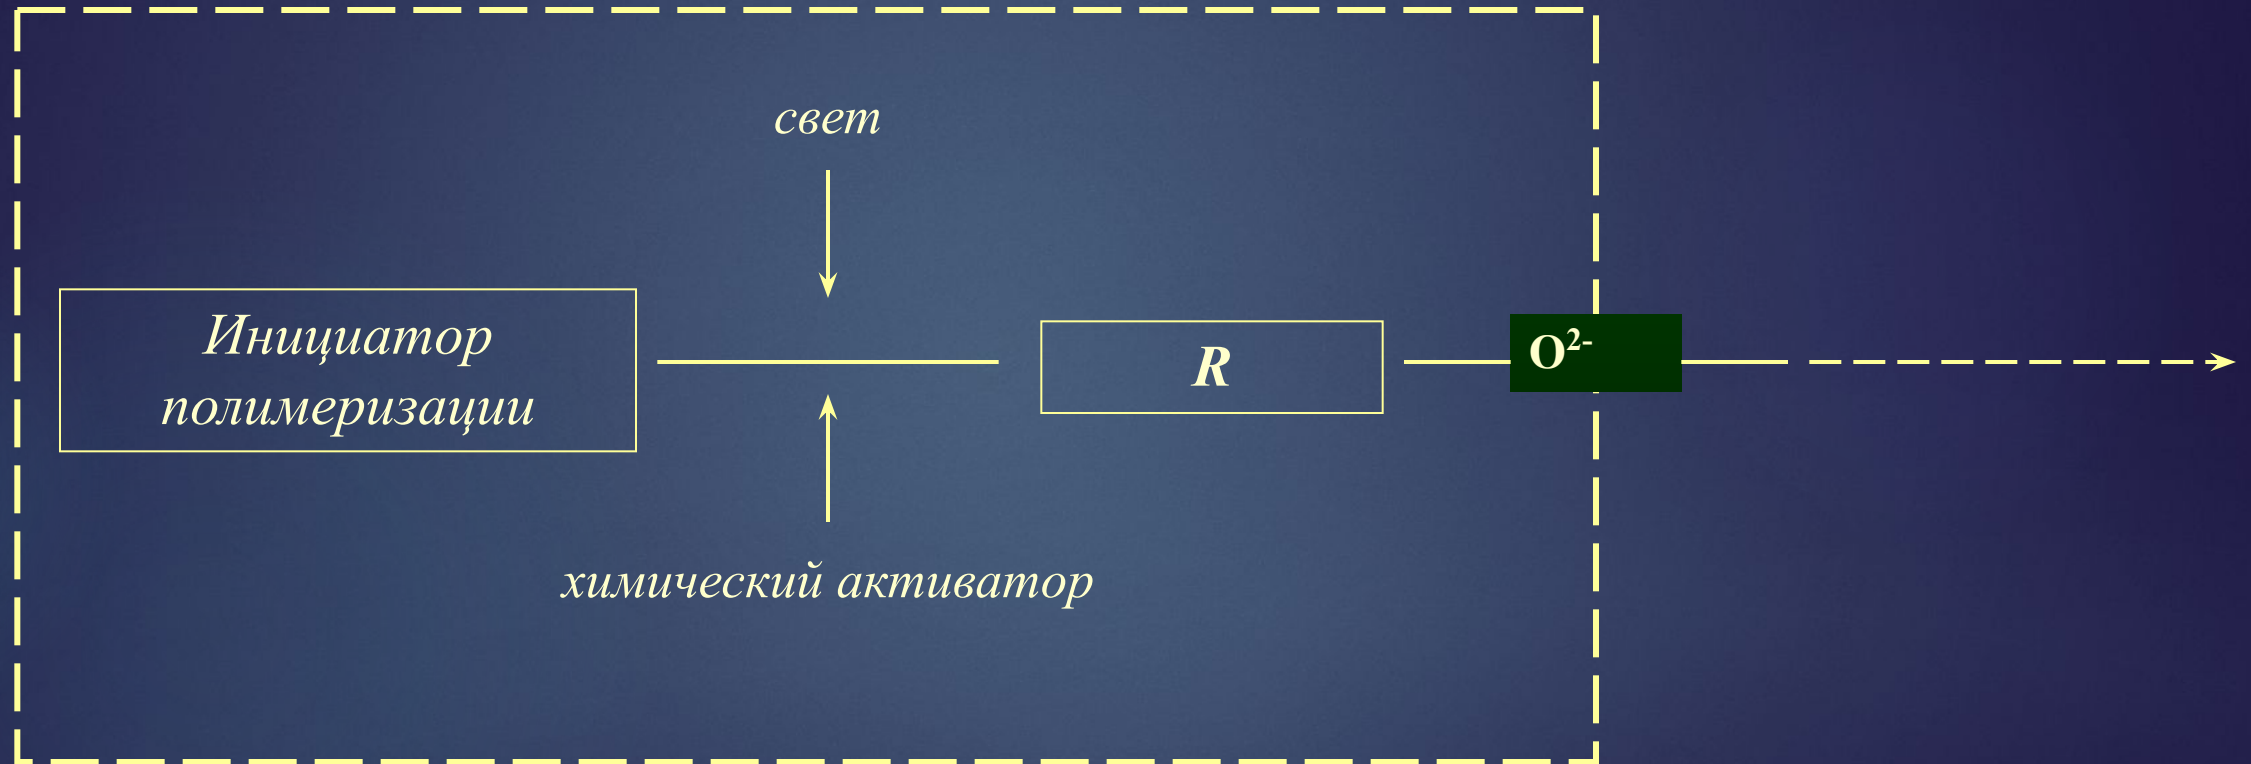 свет
Инициатор
полимеризации
R
O²⁻
химический активатор